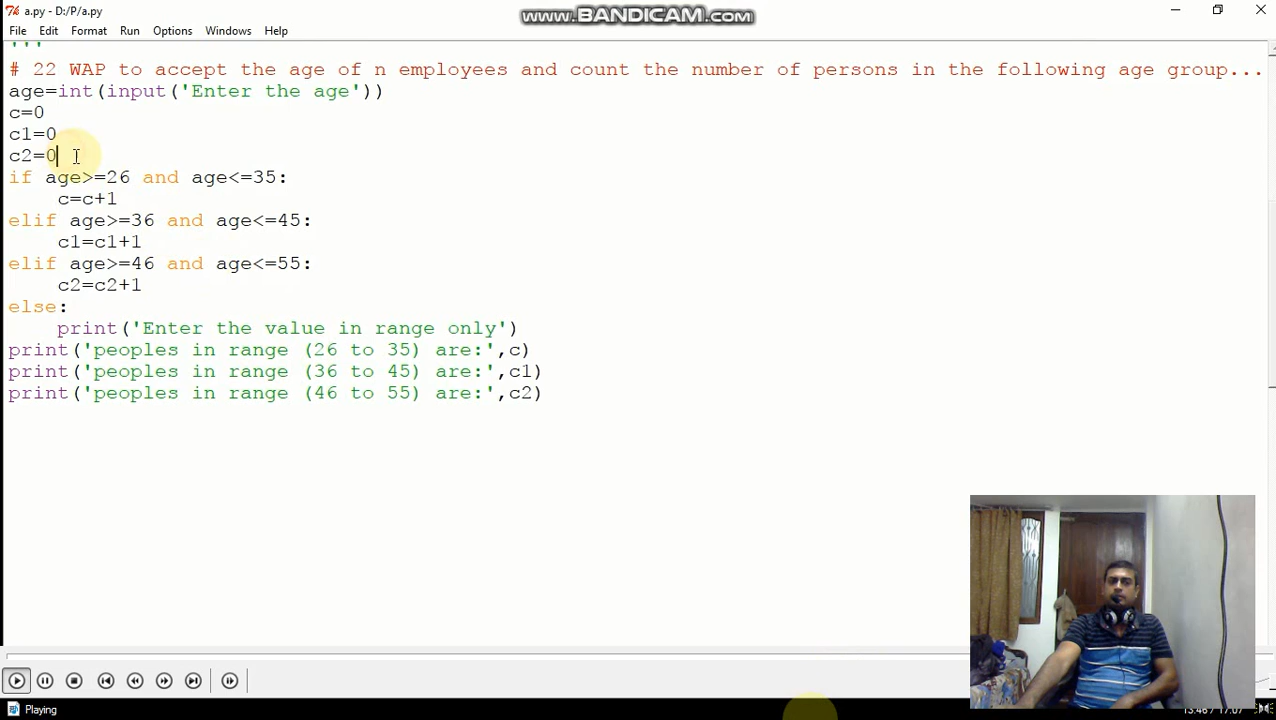 a.py - D:/P/a.py
www.BANDICAM.com
File Edit Format Run Options Windows Help
'''
# 22 WAP to accept the age of n employees and count the number of persons in the following age group...
age=int(input('Enter the age'))
c=0
c1=0
c2=0
if age>=26 and age<=35:
    c=c+1
elif age>=36 and age<=45:
    c1=c1+1
elif age>=46 and age<=55:
    c2=c2+1
else:
    print('Enter the value in range only')
print('peoples in range (26 to 35) are:',c)
print('peoples in range (36 to 45) are:',c1)
print('peoples in range (46 to 55) are:',c2)
Playing
13:46 / 17:07